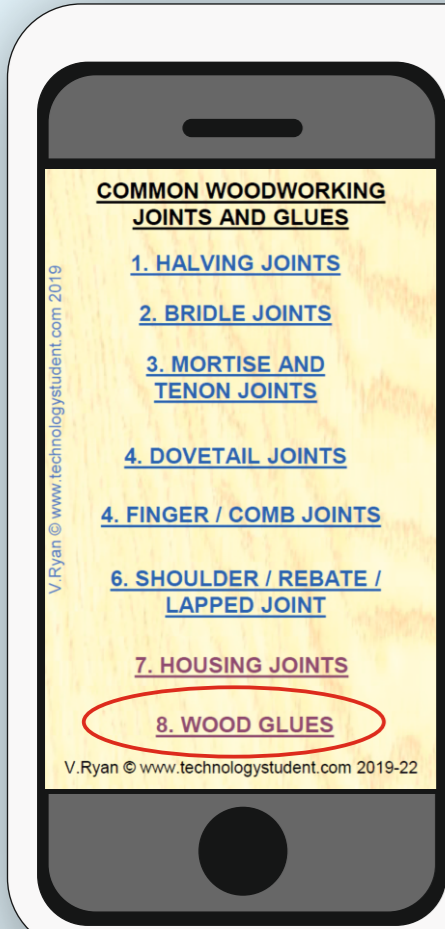 COMMON WOODWORKING
JOINTS AND GLUES
1. HALVING JOINTS
2. BRIDLE JOINTS
3. MORTISE AND
TENON JOINTS
4. DOVETAIL JOINTS
4. FINGER / COMB JOINTS
6. SHOULDER / REBATE /
LAPPED JOINT
7. HOUSING JOINTS
8. WOOD GLUES
V.Ryan © www.technologystudent.com 2019-22
V.Ryan © www.technologystudent.com 2019